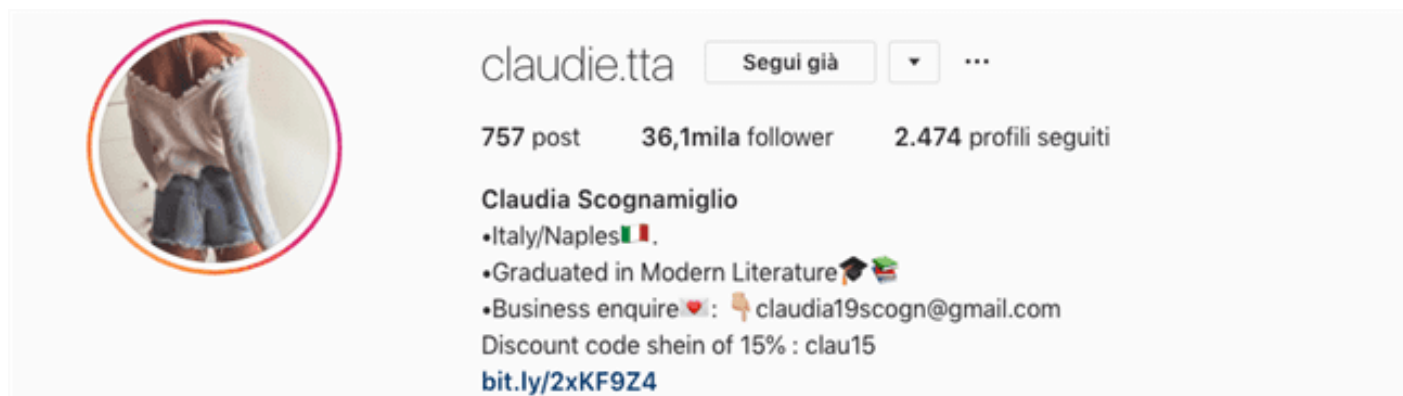 claudie.tta Segui già ▼ ...
757 post 36,1mila follower 2.474 profili seguiti
Claudia Scognamiglio
•Italy/Naples🇮🇹.
•Graduated in Modern Literature🎓📚
•Business enquire💌: 👇🏼claudia19scogn@gmail.com
Discount code shein of 15% : clau15
bit.ly/2xKF9Z4